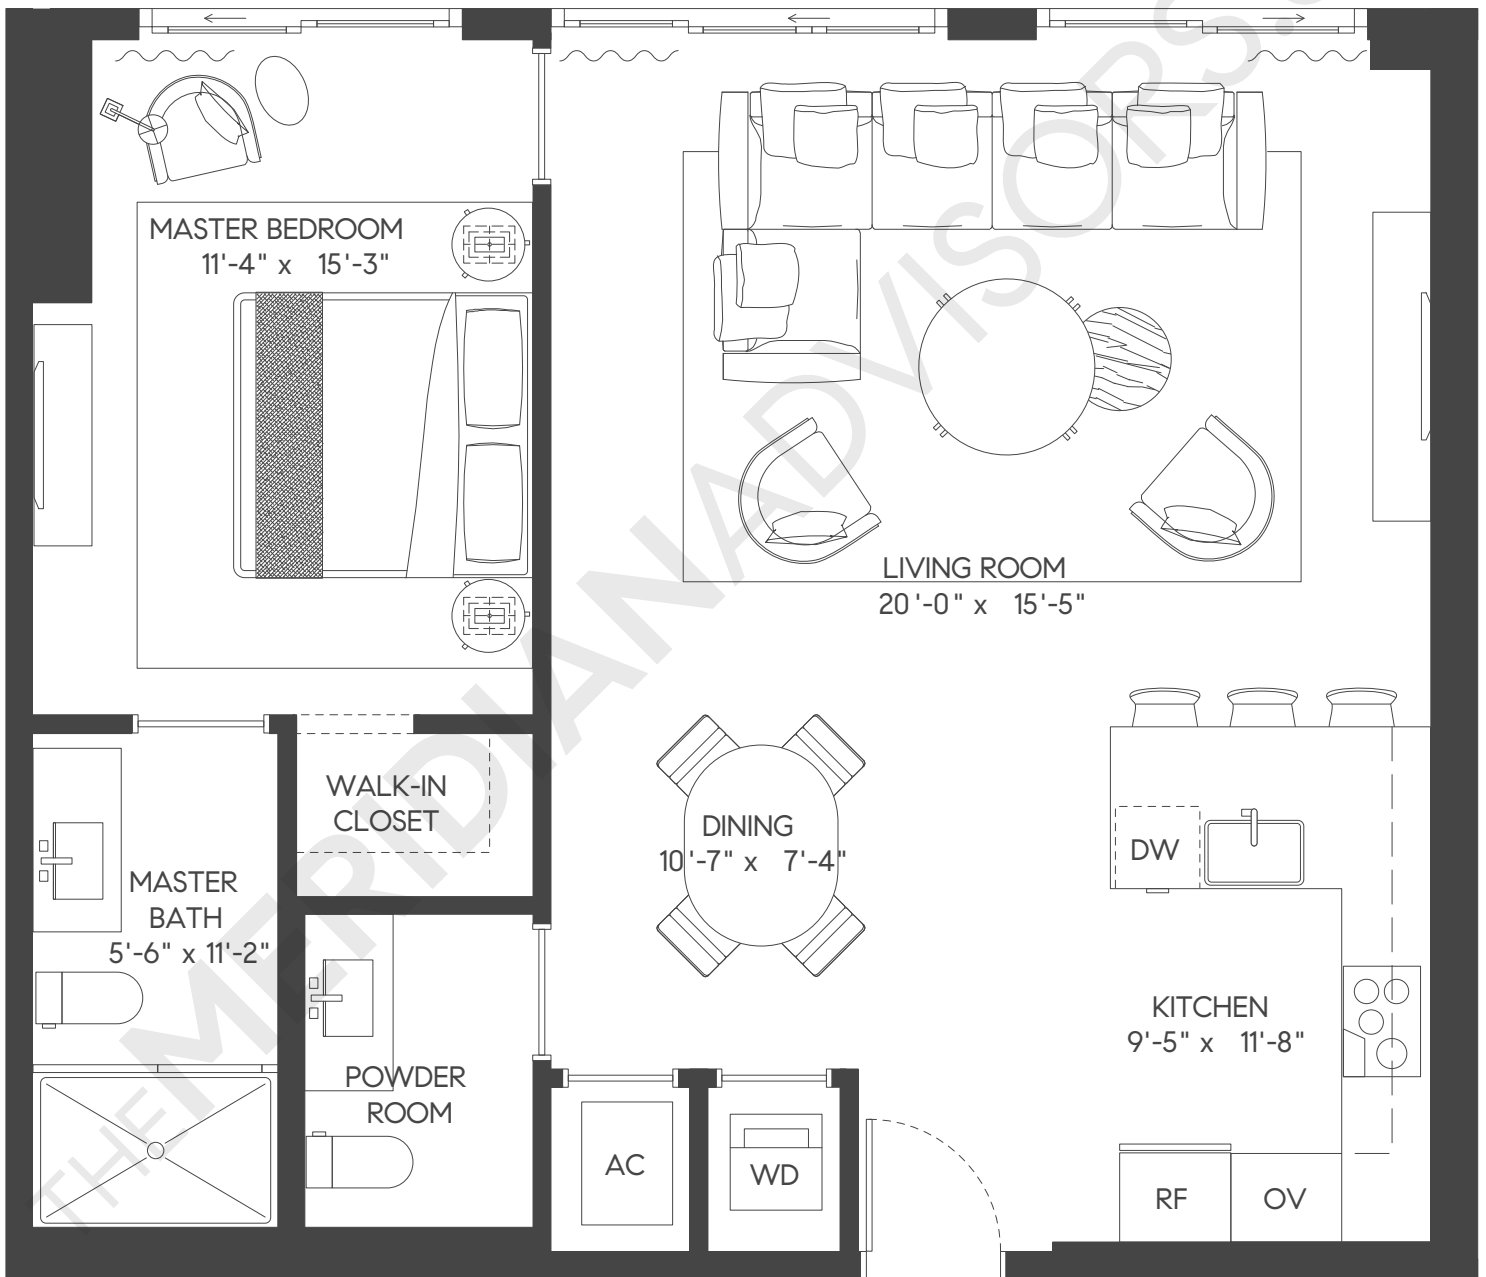 MASTER BEDROOM
11'-4" x 15'-3"
LIVING ROOM
20'-0" x 15'-5"
WALK-IN
CLOSET
DINING
10'-7" x 7'-4"
DW
MASTER
BATH
5'-6" x 11'-2"
KITCHEN
9'-5" x 11'-8"
POWDER
ROOM
AC
WD
RF
OV
THE MERIDIANADVISORS.